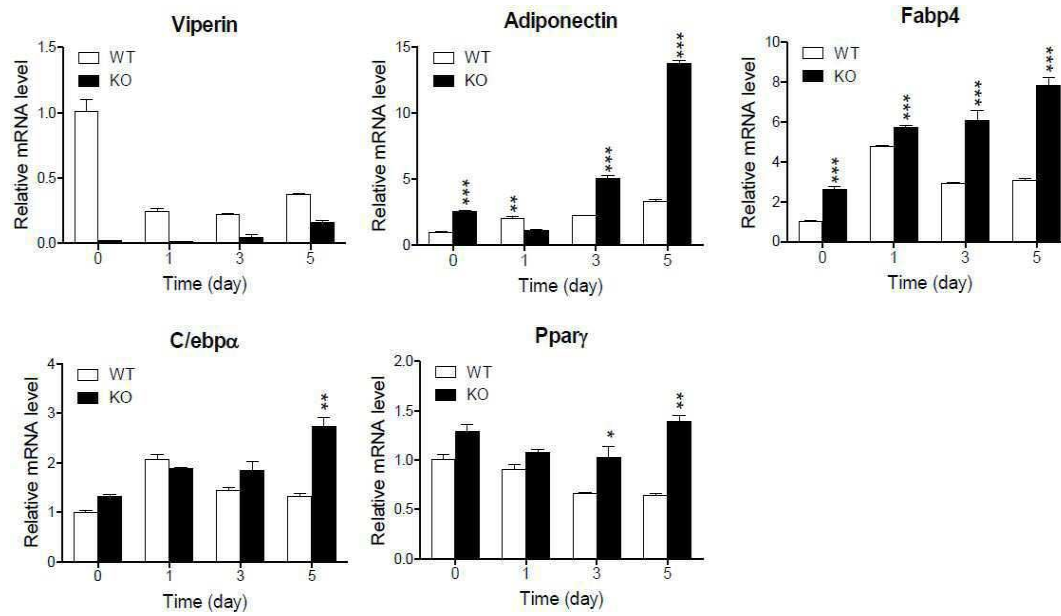 Viperin
WT
KO
Relative mRNA level
1.5
1.0
0.5
0.0
0 1 3 5
Time (day)
Adiponectin
WT
KO
Relative mRNA level
15
10
5
0
***
**
***
***
0 1 3 5
Time (day)
Fabp4
WT
KO
Relative mRNA level
10
8
6
4
2
0
***
***
***
***
0 1 3 5
Time (day)
C/ebpα
WT
KO
Relative mRNA level
4
3
2
1
0
**
0 1 3 5
Time (day)
Pparγ
WT
KO
Relative mRNA level
2.0
1.5
1.0
0.5
0.0
*
**
0 1 3 5
Time (day)